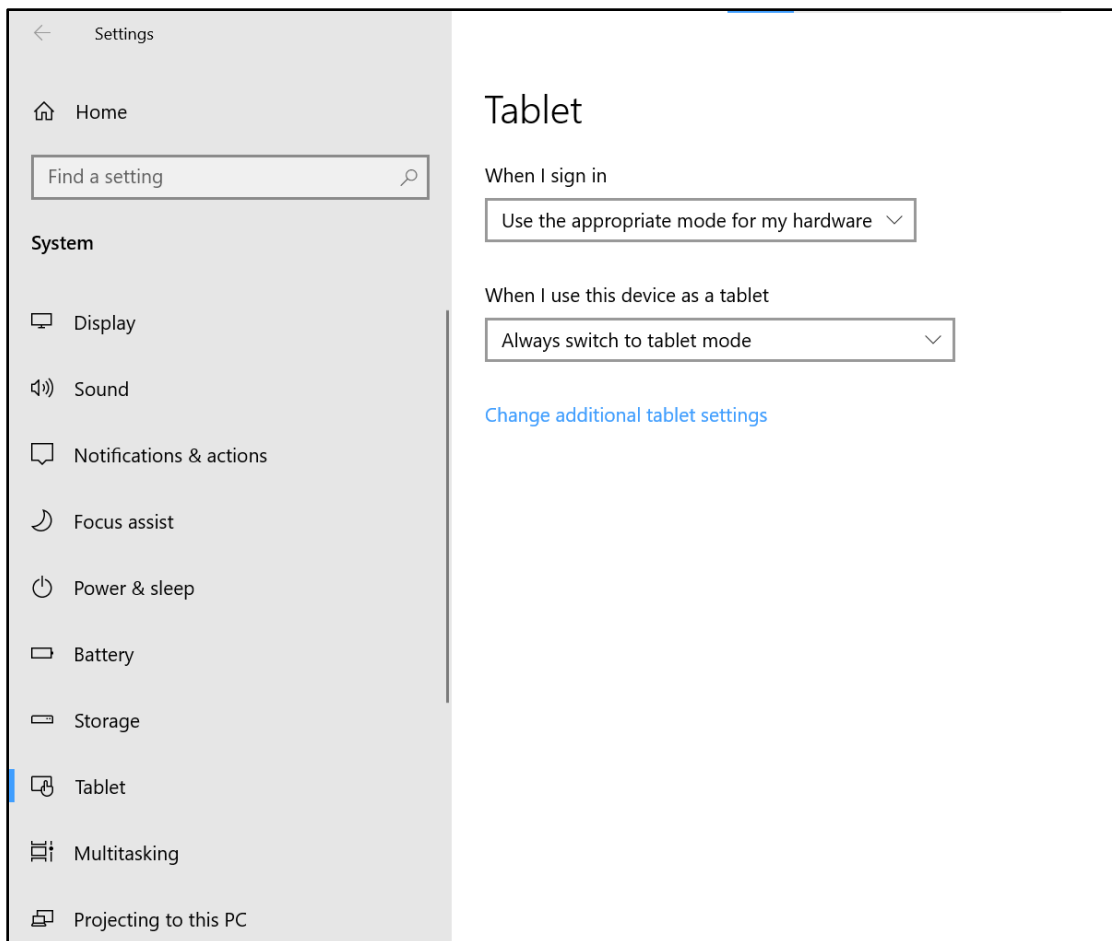 Settings
Home
Find a setting
System
Display
Sound
Notifications & actions
Focus assist
Power & sleep
Battery
Storage
Tablet
Multitasking
Projecting to this PC
Tablet
When I sign in
Use the appropriate mode for my hardware
When I use this device as a tablet
Always switch to tablet mode
Change additional tablet settings